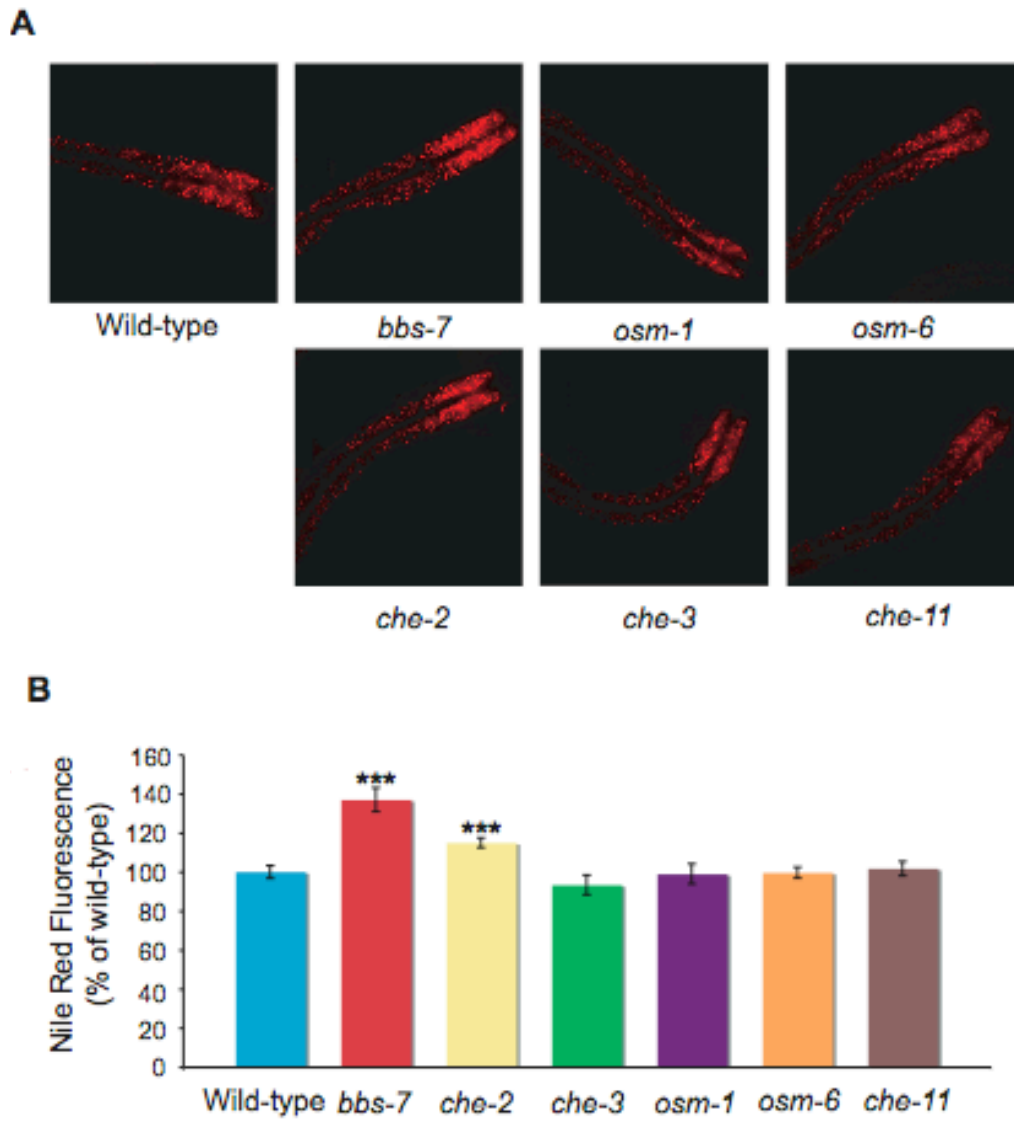 A
Wild-type
bbs-7
osm-1
osm-6
che-2
che-3
che-11
B
Nile Red Fluorescence
(% of wild-type)
160
140
120
100
80
60
40
20
0
***
***
Wild-type bbs-7 che-2 che-3 osm-1 osm-6 che-11